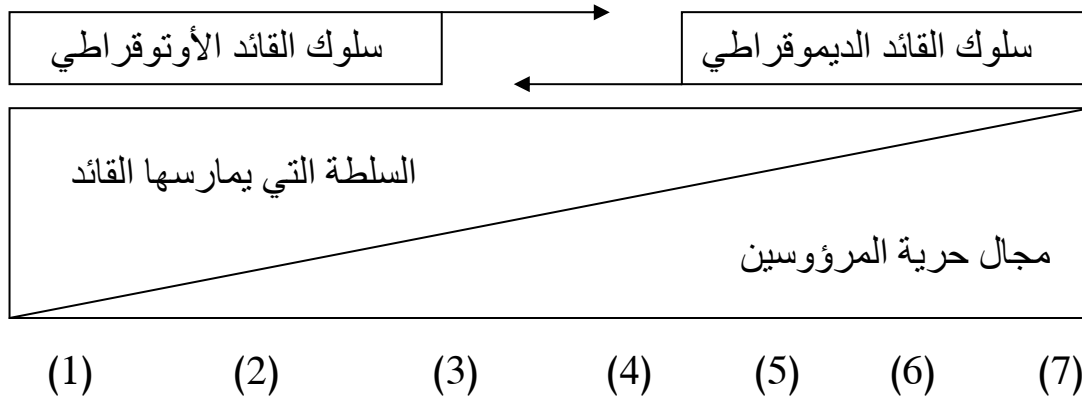 سلوك القائد الديموقراطي
سلوك القائد الأوتوقراطي
السلطة التي يمارسها القائد
مجال حرية المرؤوسين
(1) (2) (3) (4) (5) (6) (7)